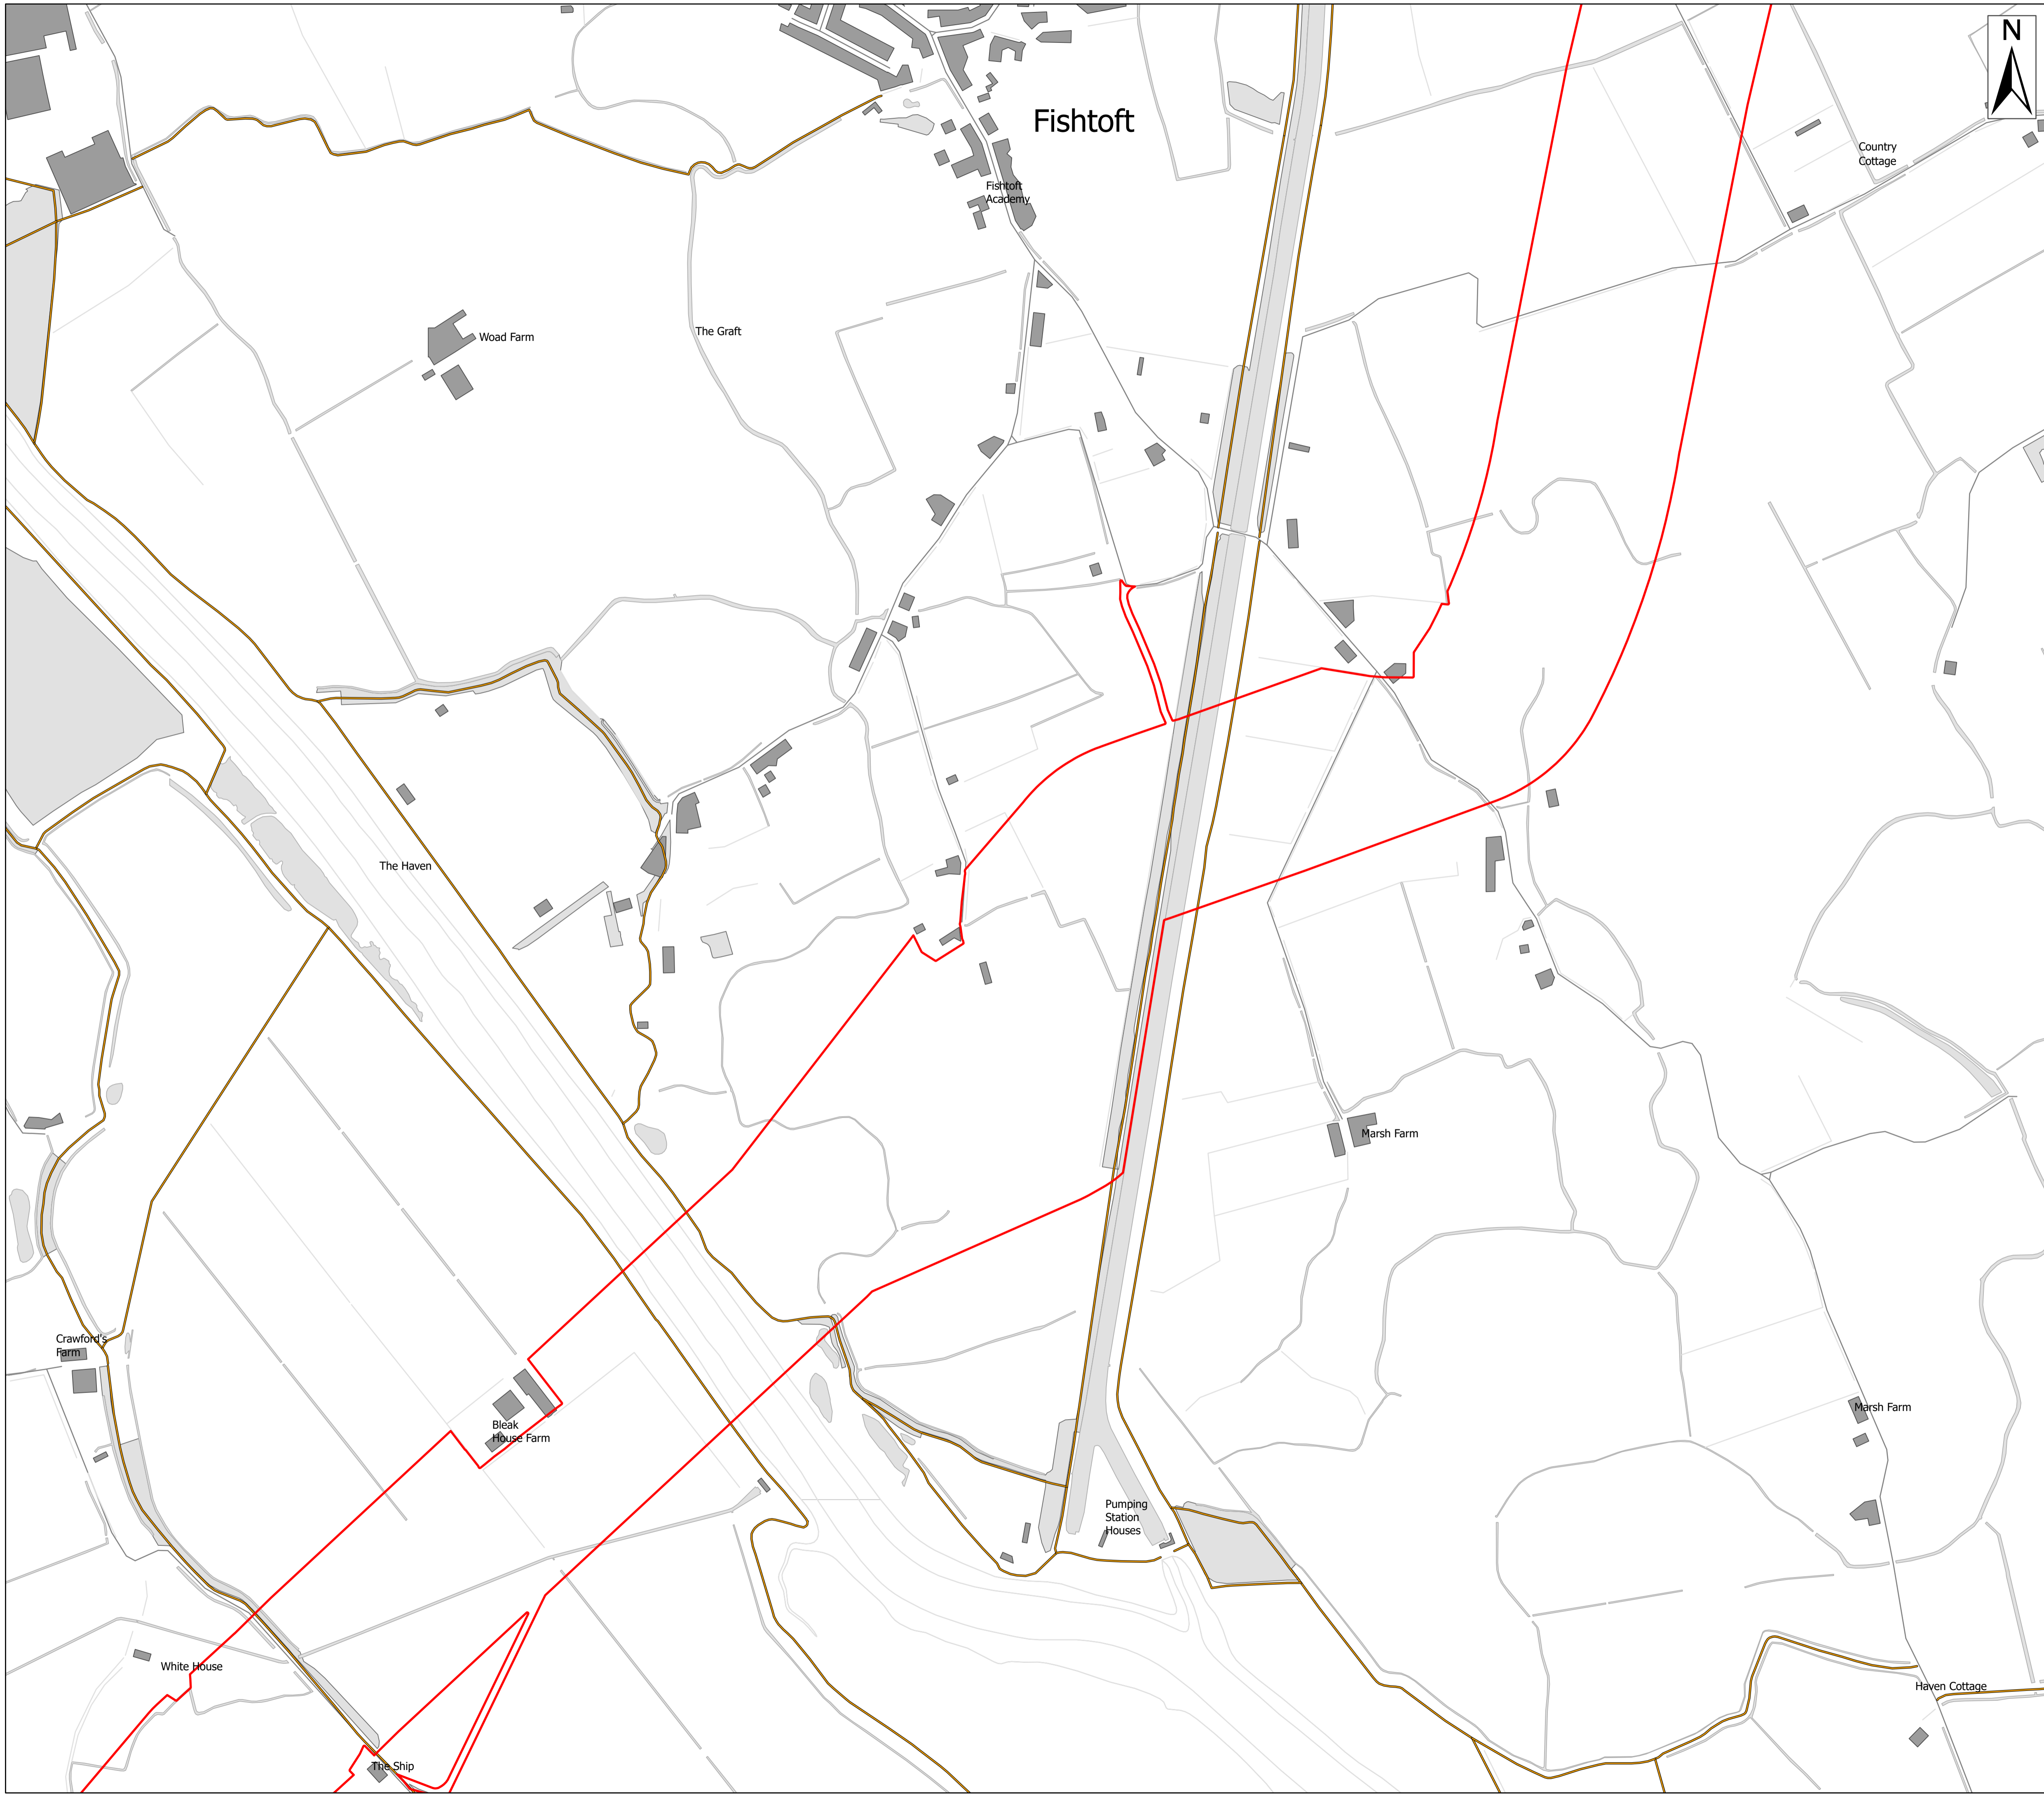 N
Fishtoft
Country
Cottage
Fishtoft
Academy
Woad Farm
The Graft
The Haven
Marsh Farm
Crawford's
Farm
Bleak
House Farm
Marsh Farm
Pumping
Station
Houses
White House
Haven Cottage
The Ship